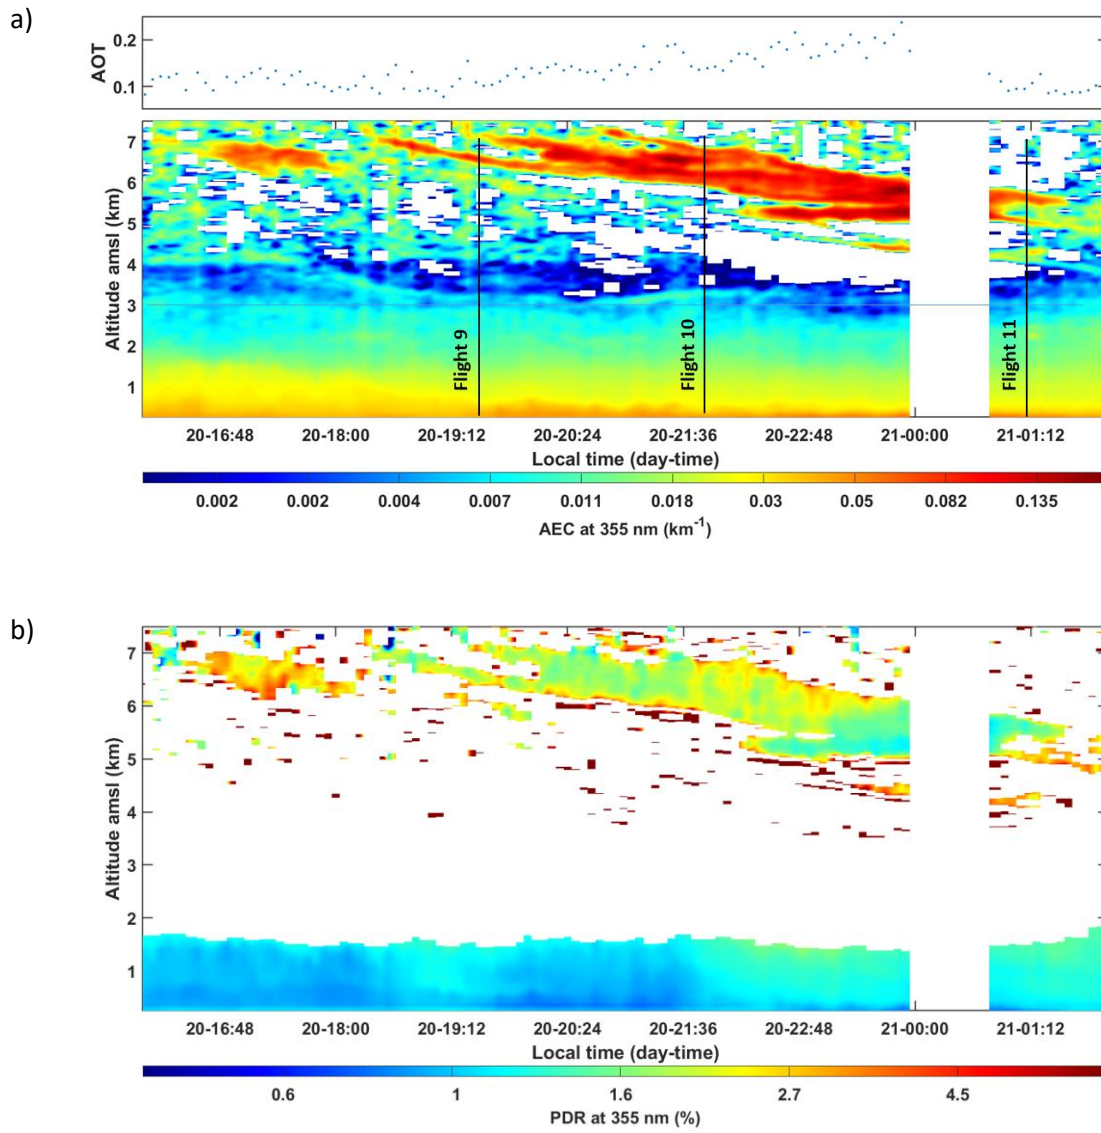 a)
AOT
0.2
0.1
Altitude amsl (km)
7
6
5
4
3
2
1
Flight 9
Flight 10
Flight 11
20-16:48 20-18:00 20-19:12 20-20:24 20-21:36 20-22:48 21-00:00 21-01:12
Local time (day-time)
0.002 0.002 0.004 0.007 0.011 0.018 0.03 0.05 0.082 0.135
AEC at 355 nm (km-1)
b)
Altitude amsl (km)
7
6
5
4
3
2
1
20-16:48 20-18:00 20-19:12 20-20:24 20-21:36 20-22:48 21-00:00 21-01:12
Local time (day-time)
0.6 1 1.6 2.7 4.5
PDR at 355 nm (%)